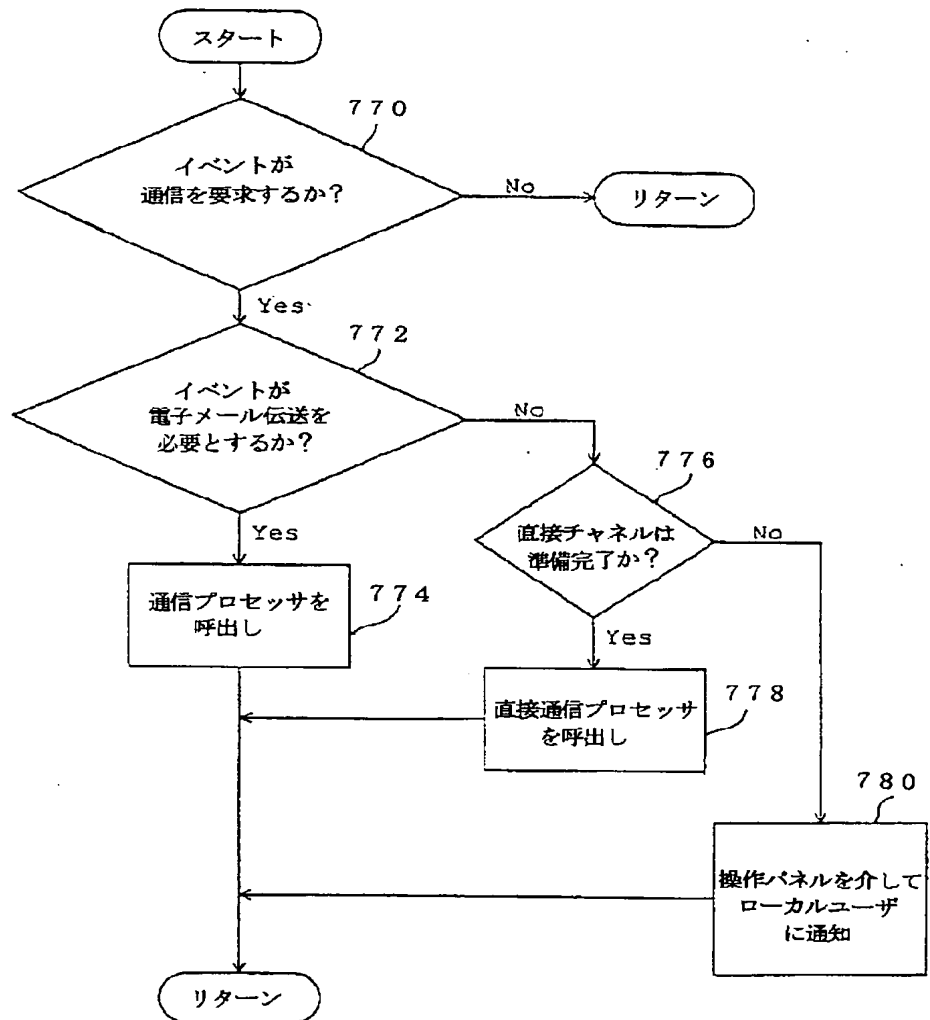 スタート
770
イベントが
通信を要求するか?
No
リターン
Yes
772
イベントが
電子メール伝送を
必要とするか?
No
776
直接チャネルは
準備完了か?
No
Yes
通信プロセッサを
呼出し
774
Yes
直接通信プロセッサ
を呼出し
778
780
操作パネルを介して
ローカルユーザ
に通知
リターン